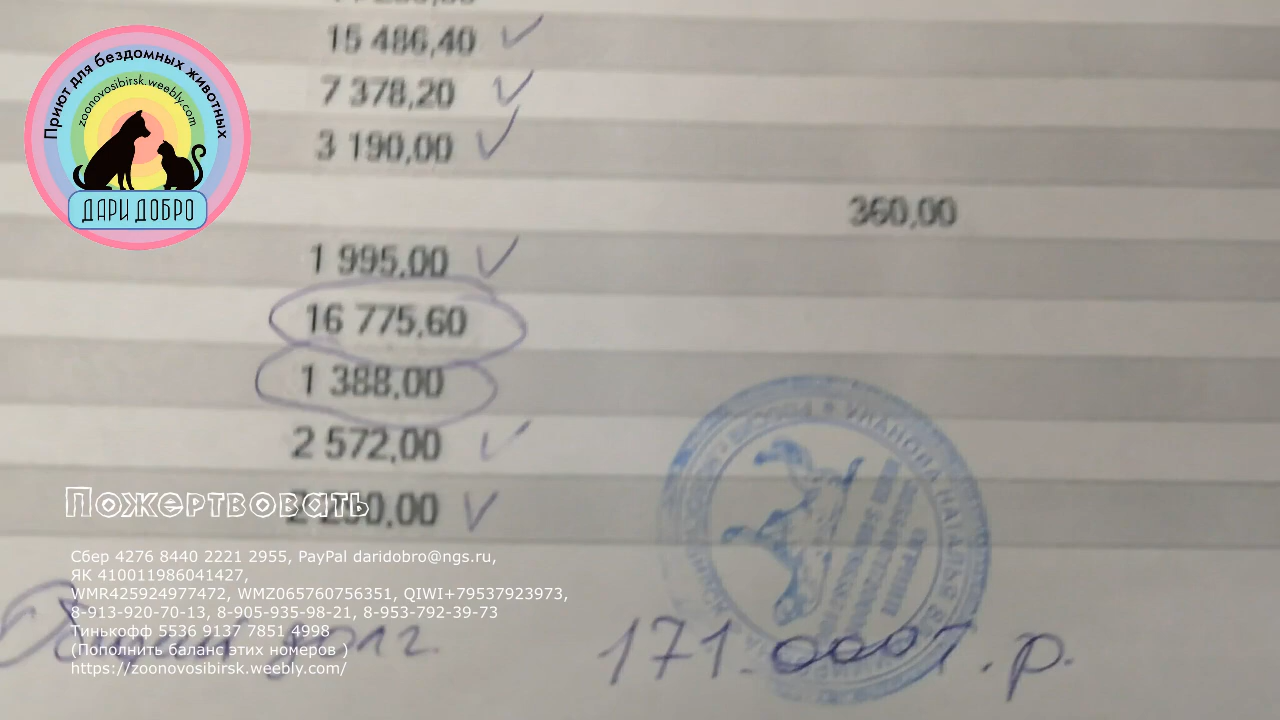 Приют для бездомных животных
zoonovosibirsk.weebly.com
ДАРИ ДОБРО
15 486,40
7 378,20
3 190,00
360,00
1 995,00
16 775,60
1 388,00
2 572,00
Пожертвовать
Сбер 4276 8440 2221 2955, PayPal daridobro@ngs.ru,
ЯК 410011986041427,
WMR425924977472, WMZ065760756351, QIWI+79537923973,
8-913-920-70-13, 8-905-935-98-21, 8-953-792-39-73
Тинькофф 5536 9137 7851 4998
(Пополнить баланс этих номеров )
https://zoonovosibirsk.weebly.com/
долг 171.000 р.